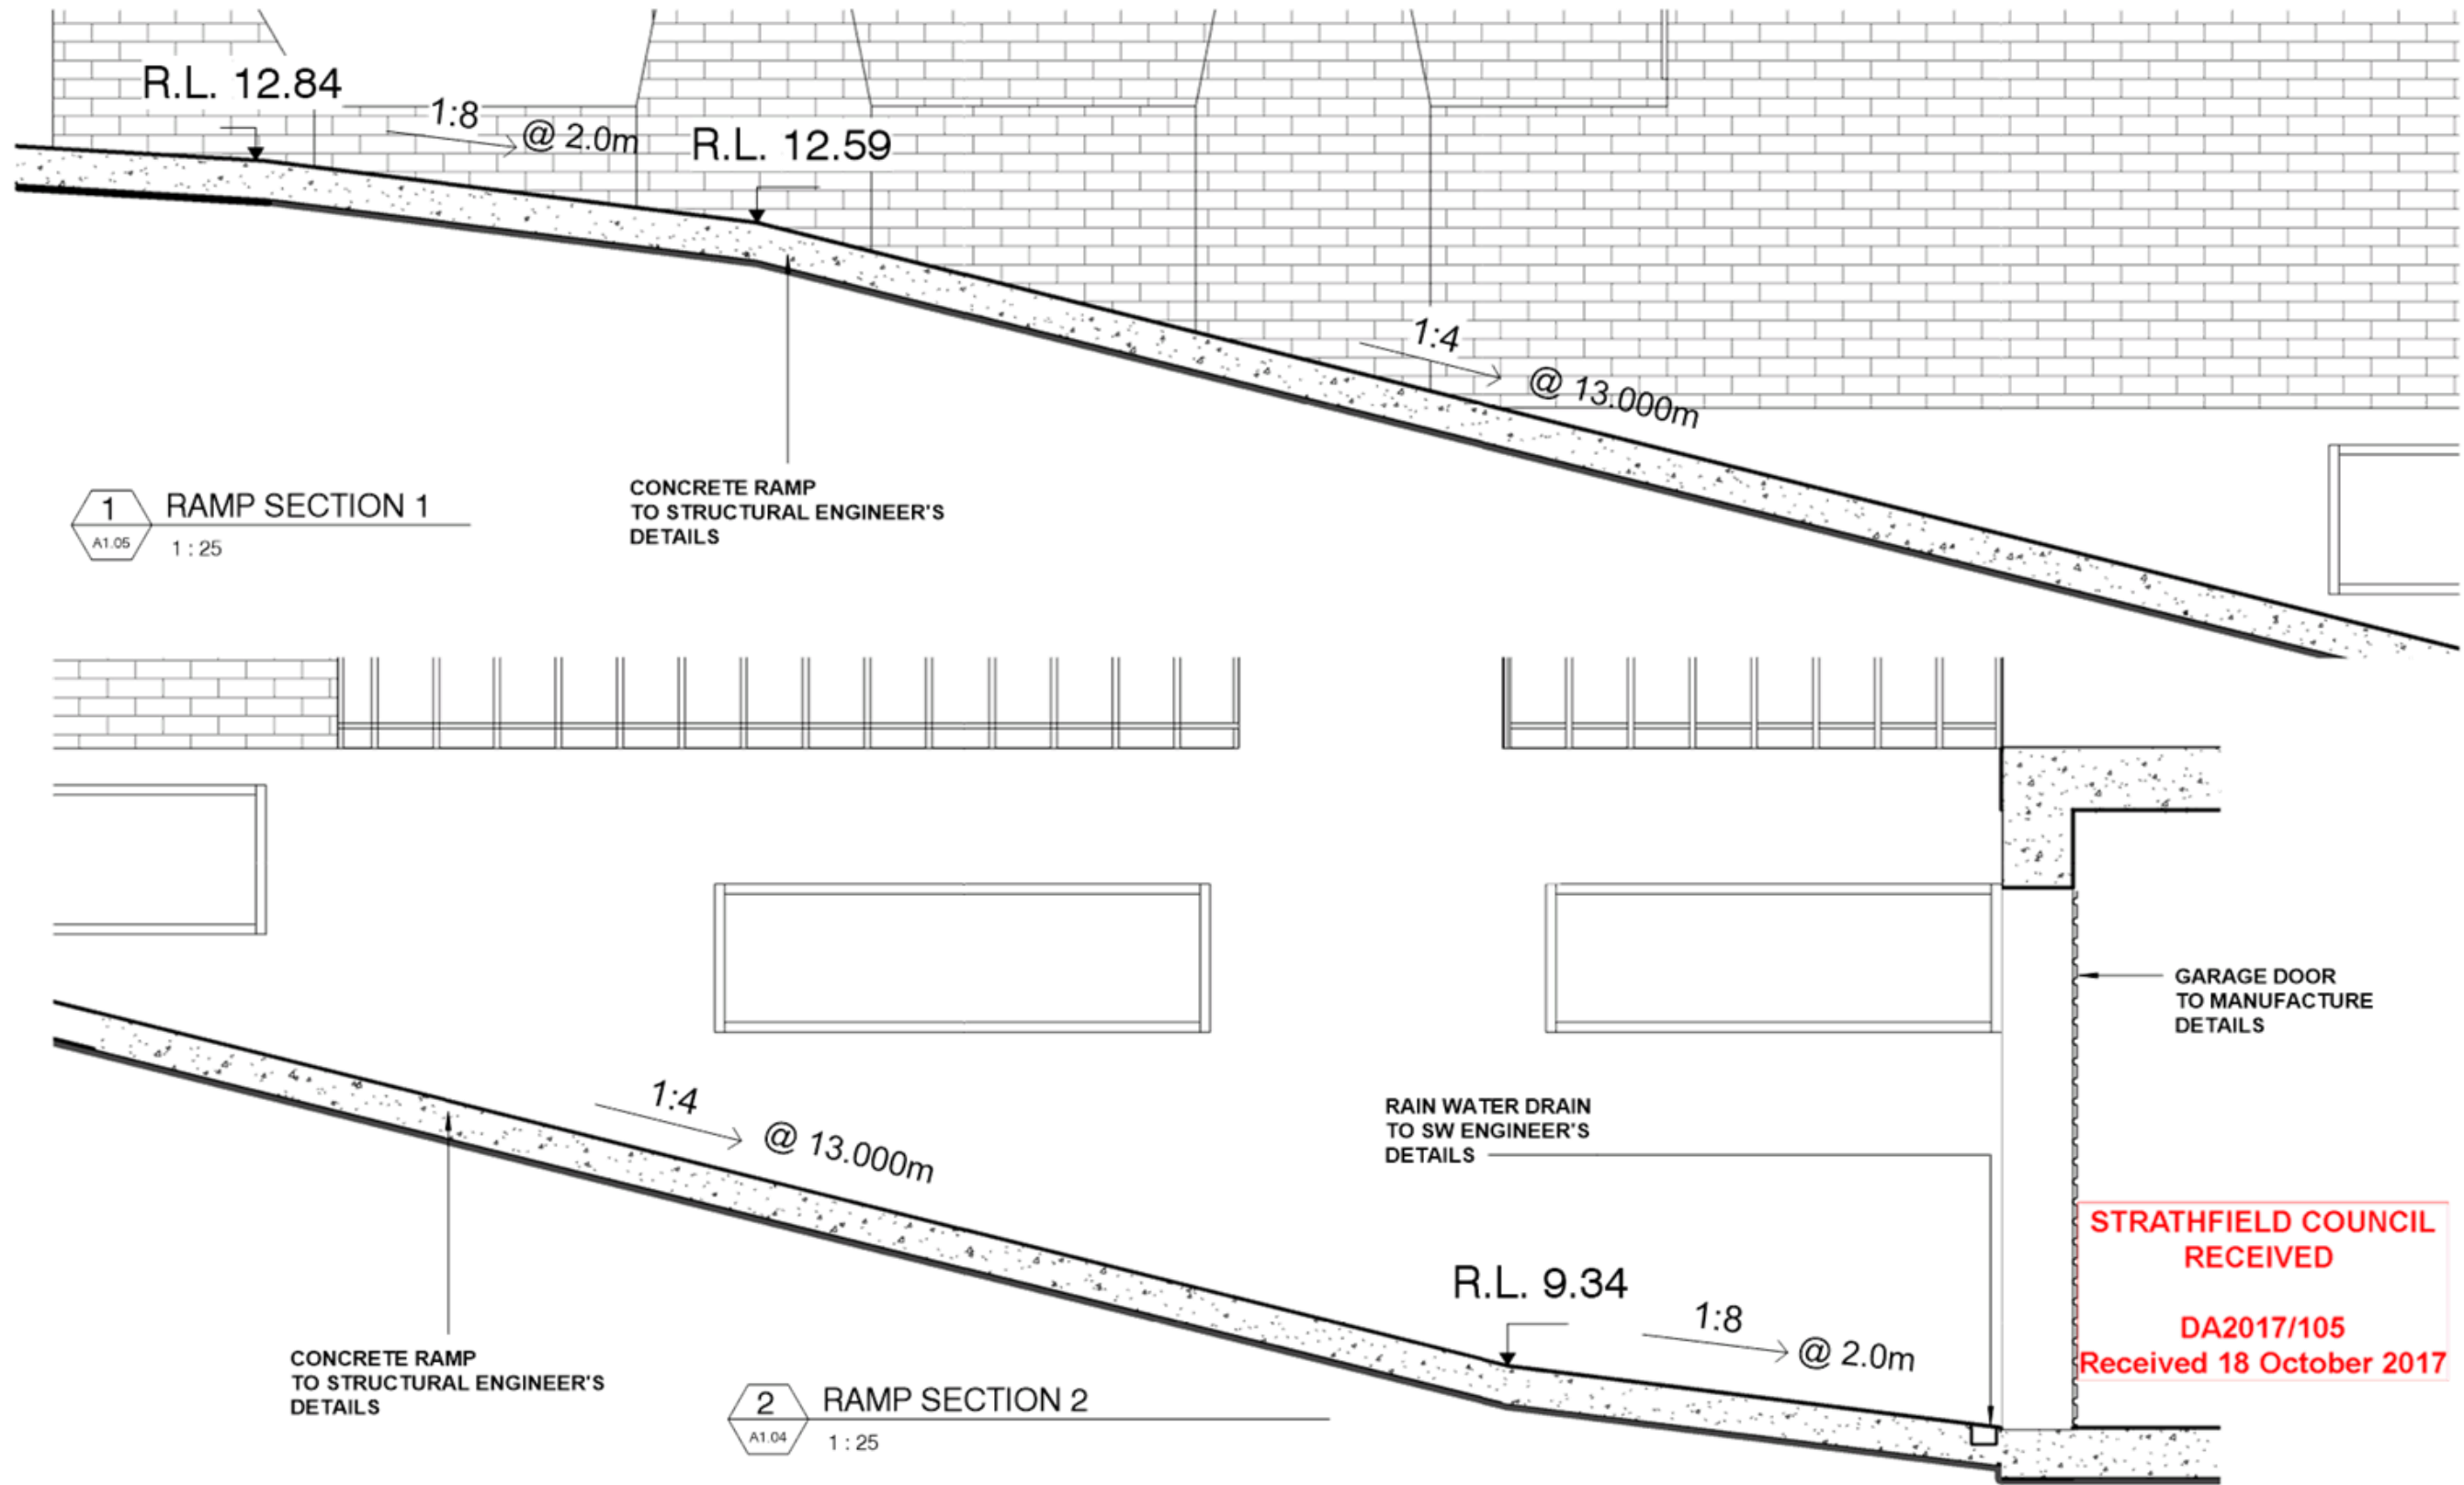 R.L. 12.84
1:8
@ 2.0m
R.L. 12.59
1:4
@ 13.000m
CONCRETE RAMP
TO STRUCTURAL ENGINEER'S
DETAILS
1
A1.05
RAMP SECTION 1
1 : 25
GARAGE DOOR
TO MANUFACTURE
DETAILS
1:4
@ 13.000m
RAIN WATER DRAIN
TO SW ENGINEER'S
DETAILS
STRATHFIELD COUNCIL
RECEIVED
DA2017/105
Received 18 October 2017
R.L. 9.34
1:8
@ 2.0m
CONCRETE RAMP
TO STRUCTURAL ENGINEER'S
DETAILS
2
A1.04
RAMP SECTION 2
1 : 25